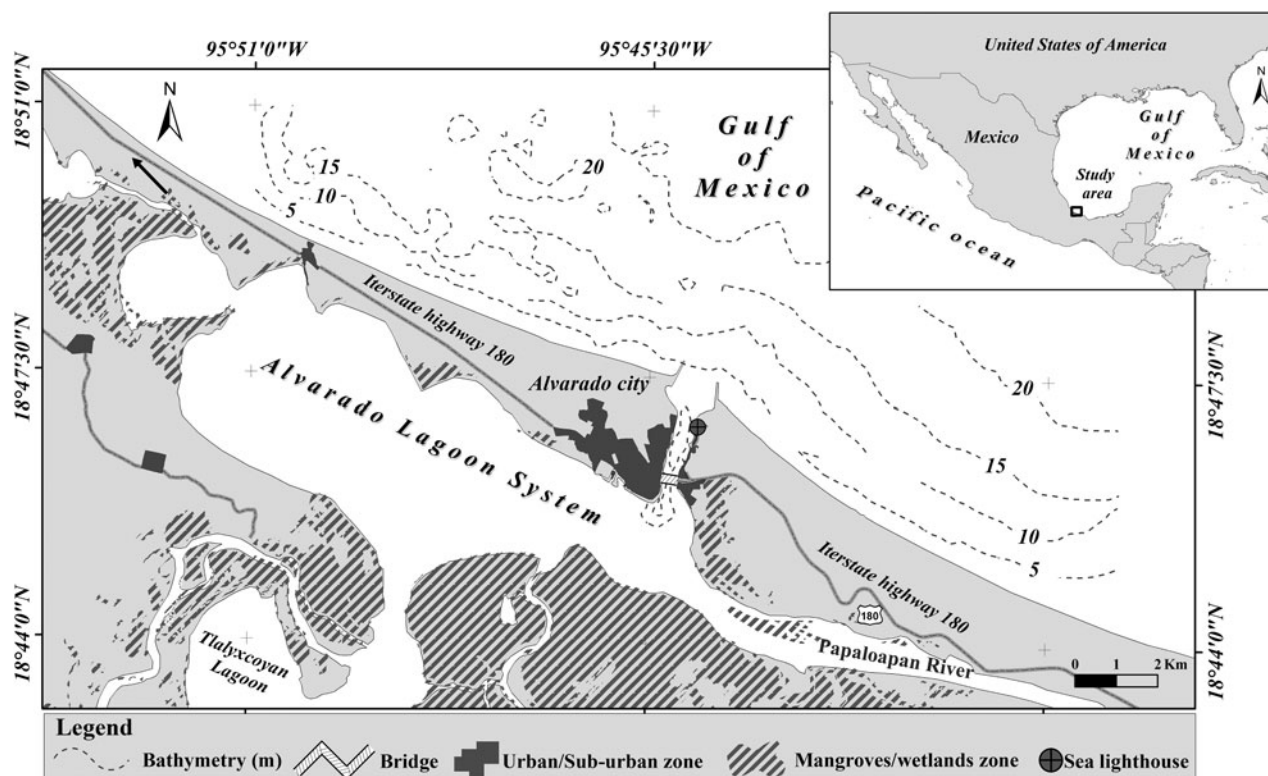 95°51'0"W
95°45'30"W
18°51'0"N
18°47'30"N
18°44'0"N
18°47'30"N
18°44'0"N
N
Gulf
of
Mexico
15
10
5
20
20
15
10
5
Iterstate highway 180
Alvarado city
Alvarado Lagoon System
Iterstate highway 180
180
Papaloapan River
Tlalyxcoyan
Lagoon
0 1 2 Km
United States of America
N
Mexico
Gulf
of
Mexico
Study
area
Pacific ocean
Legend
Bathymetry (m)
Bridge
Urban/Sub-urban zone
Mangroves/wetlands zone
Sea lighthouse